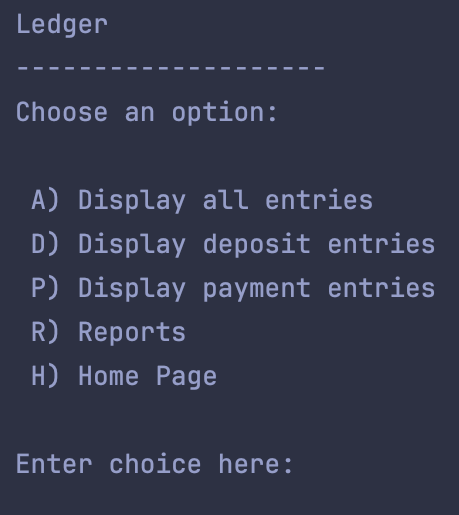 Ledger
--------------------
Choose an option:
A) Display all entries
D) Display deposit entries
P) Display payment entries
R) Reports
H) Home Page
Enter choice here: